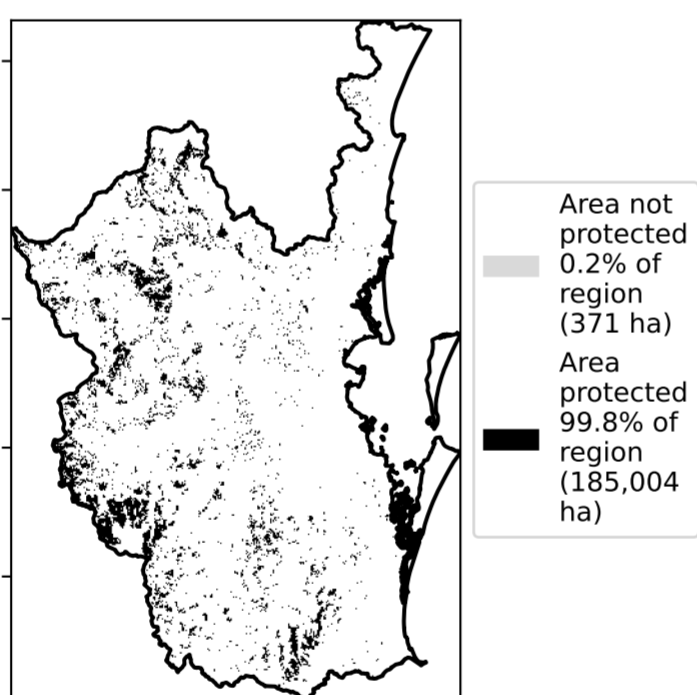 Area not
protected
0.2% of
region
(371 ha)
Area
protected
99.8% of
region
(185,004
ha)